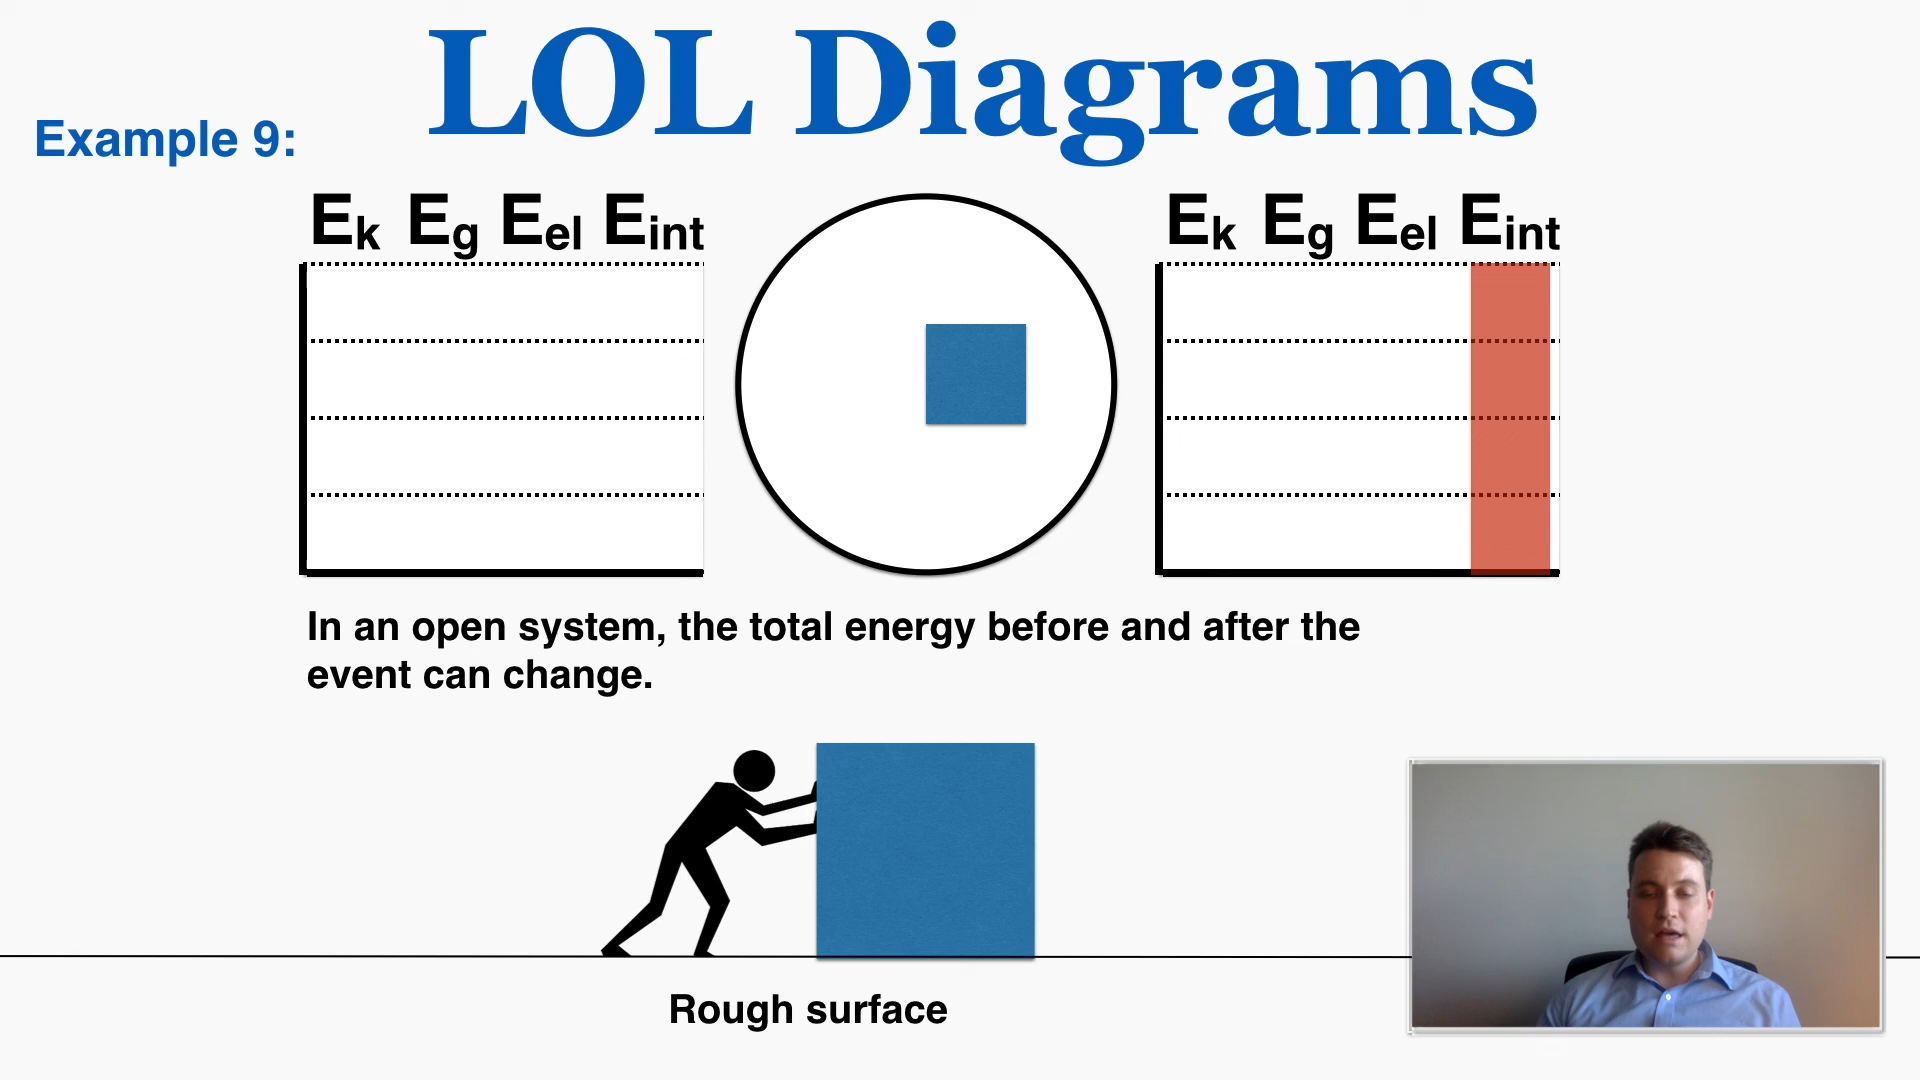 LOL Diagrams
Example 9:
Ek Eg Eel Eint
Ek Eg Eel Eint
In an open system, the total energy before and after the
event can change.
Rough surface